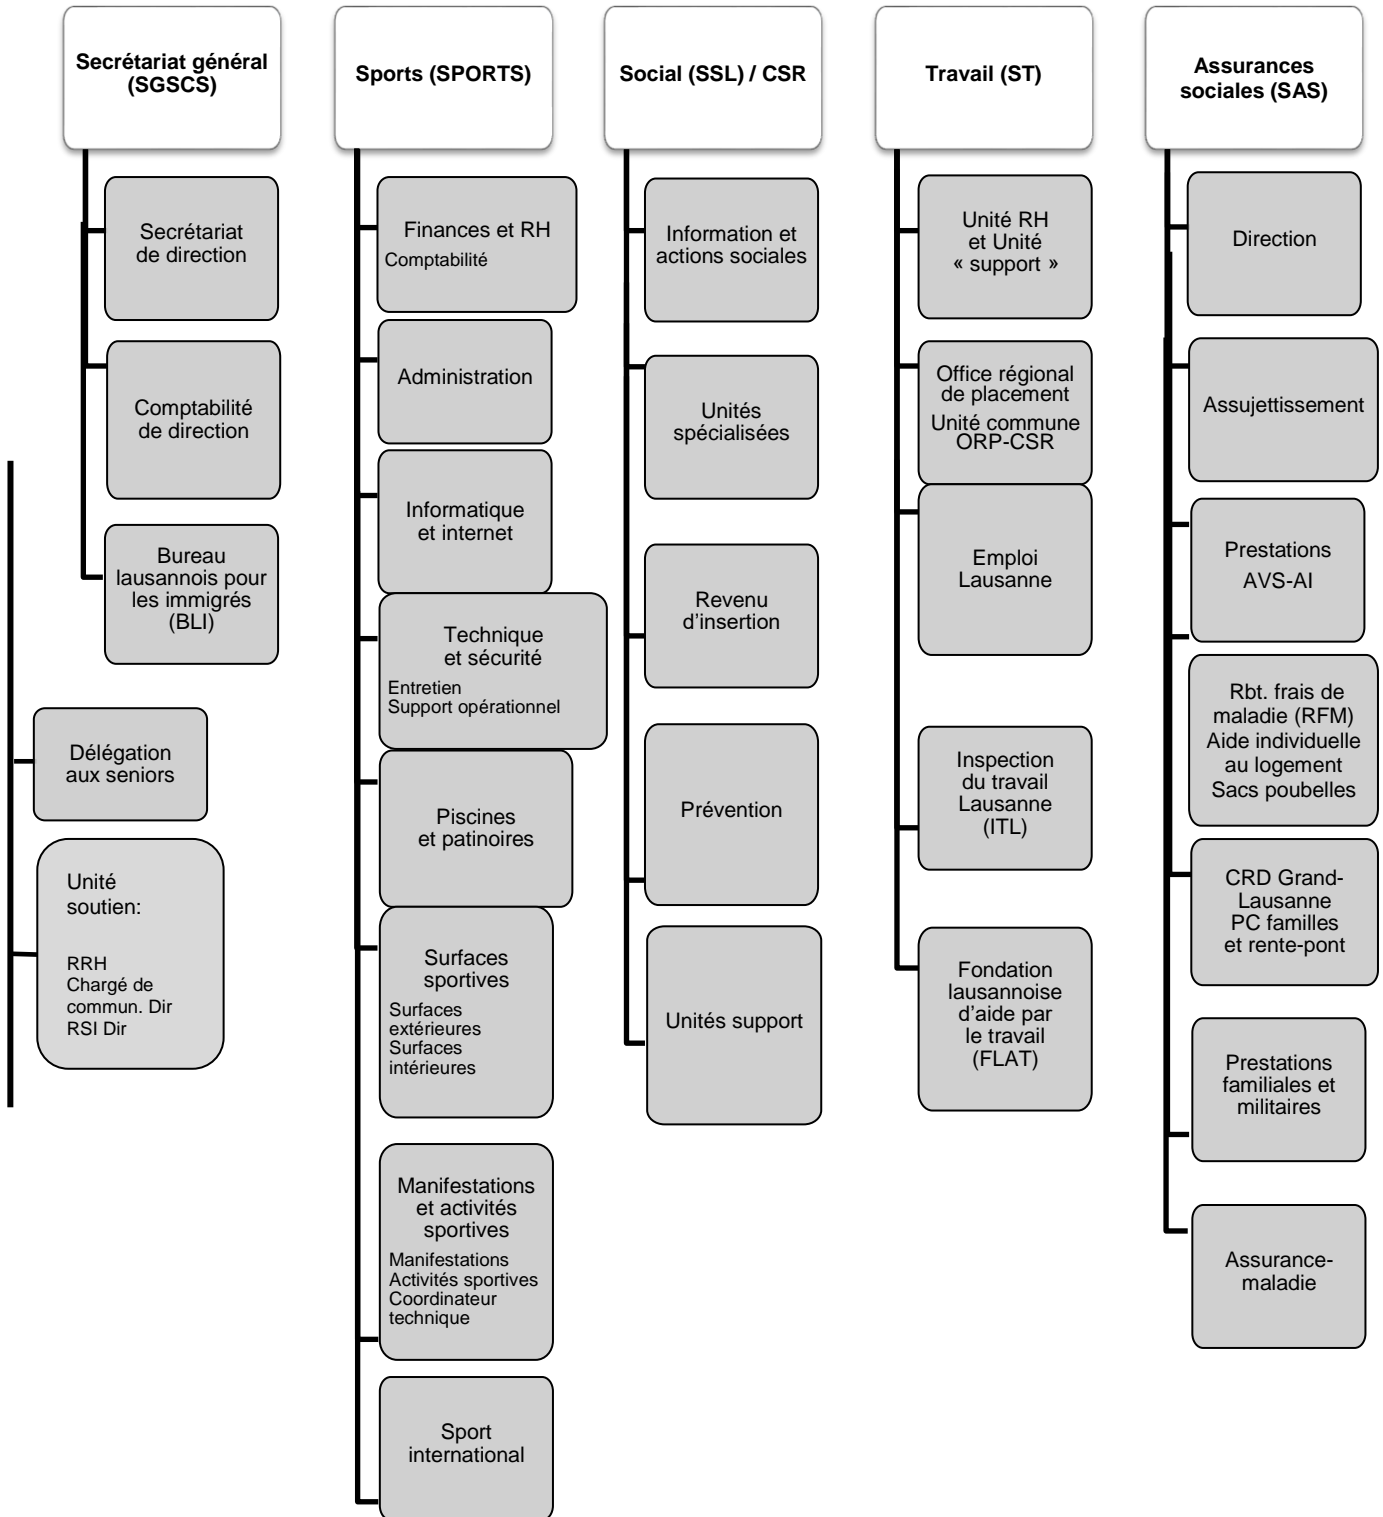 Secrétariat général
(SGSCS)
Secrétariat
de direction
Comptabilité
de direction
Bureau
lausannois pour
les immigrés
(BLI)
Délégation
aux seniors
Unité
soutien:
RRH
Chargé de
commun. Dir
RSI Dir
Sports (SPORTS)
Finances et RH
Comptabilité
Administration
Informatique
et internet
Technique
et sécurité
Entretien
Support opérationnel
Piscines
et patinoires
Surfaces
sportives
Surfaces
extérieures
Surfaces
intérieures
Manifestations
et activités
sportives
Manifestations
Activités sportives
Coordinateur
technique
Sport
international
Social (SSL) / CSR
Information et
actions sociales
Unités
spécialisées
Revenu
d’insertion
Prévention
Unités support
Travail (ST)
Unité RH
et Unité
« support »
Office régional
de placement
Unité commune
ORP-CSR
Emploi
Lausanne
Inspection
du travail
Lausanne
(ITL)
Fondation
lausannoise
d’aide par
le travail
(FLAT)
Assurances
sociales (SAS)
Direction
Assujettissement
Prestations
AVS-AI
Rbt. frais de
maladie (RFM)
Aide individuelle
au logement
Sacs poubelles
CRD Grand-
Lausanne
PC familles
et rente-pont
Prestations
familiales et
militaires
Assurance-
maladie